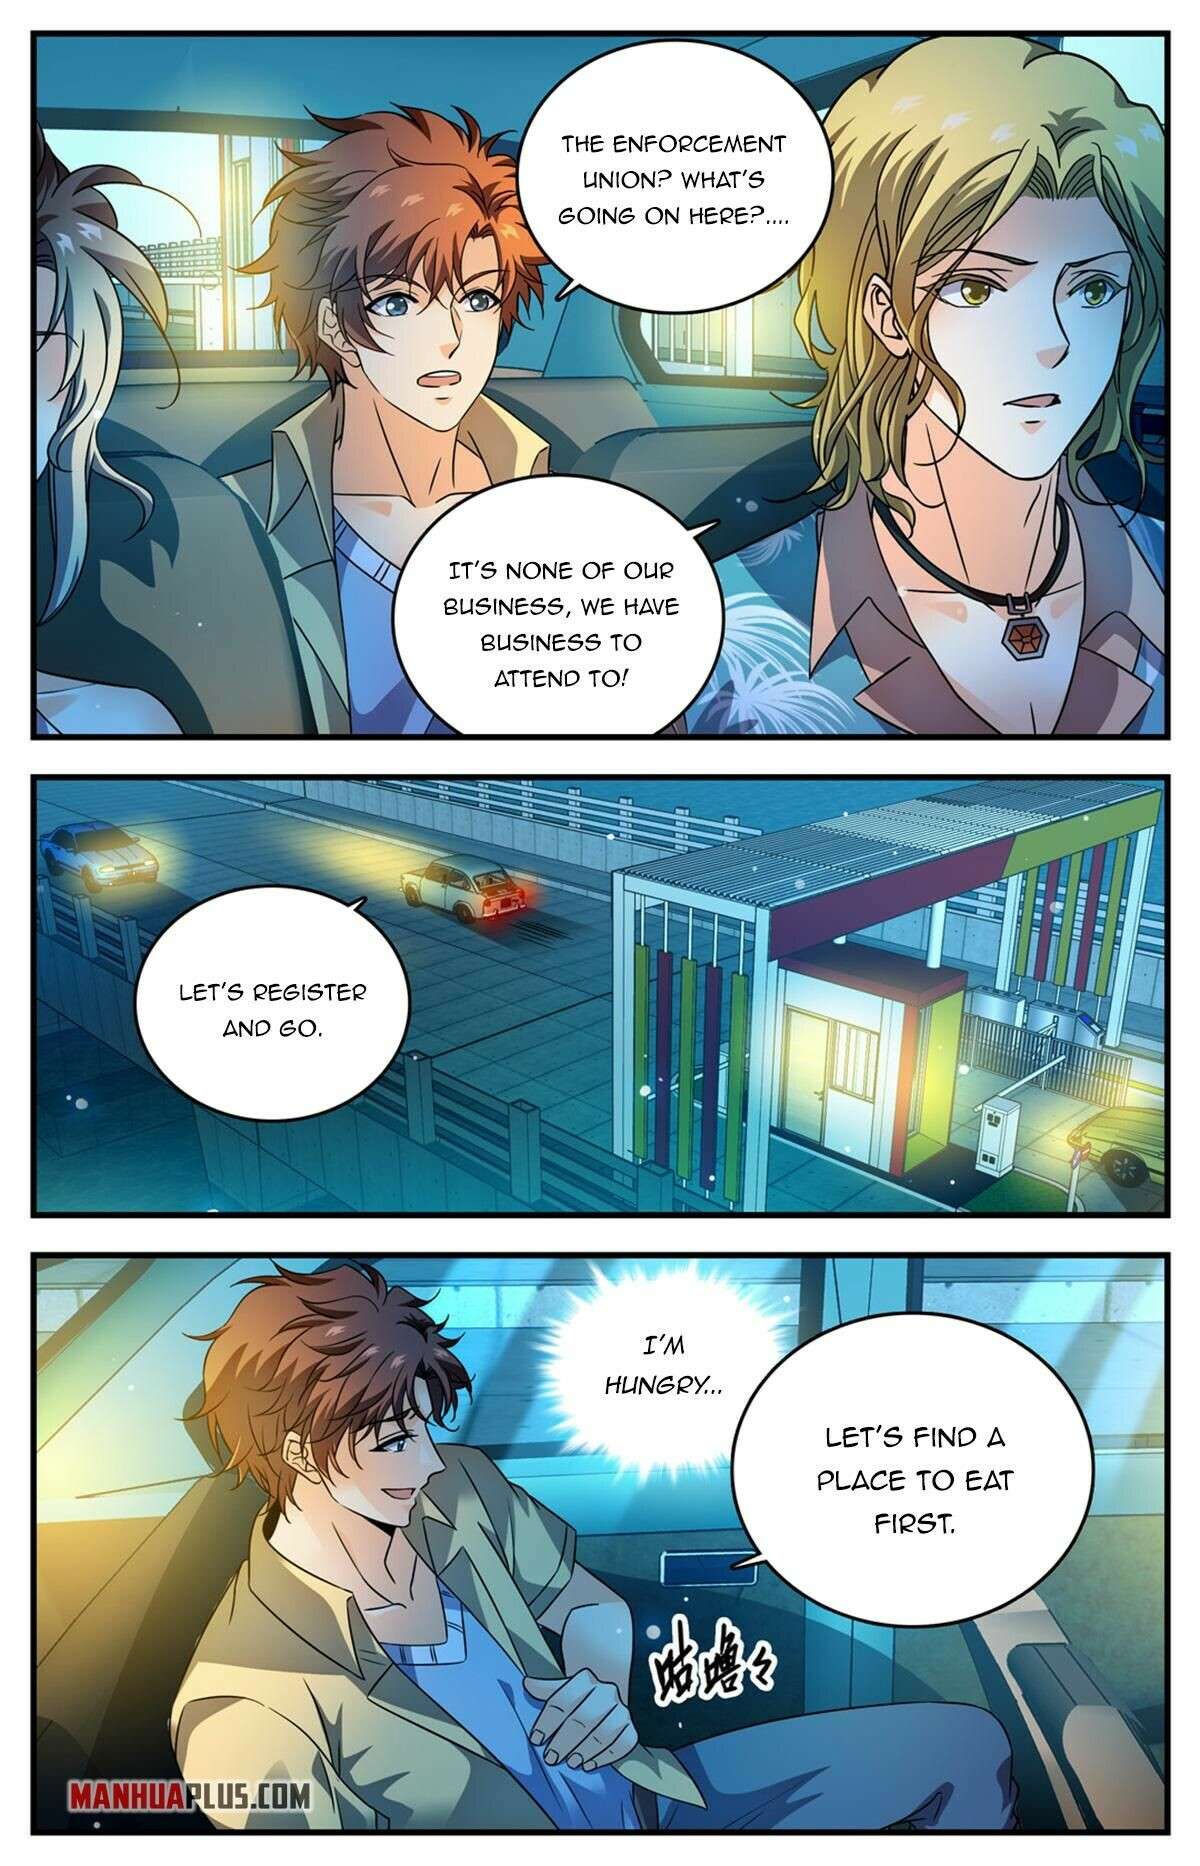 THE ENFORCEMENT
UNION? WHAT'S
GOING ON HERE?....
IT'S NONE OF OUR
BUSINESS, WE HAVE
BUSINESS TO
ATTEND TO!
LET'S REGISTER
AND GO.
I'M
HUNGRY...
LET'S FIND A
PLACE TO EAT
FIRST.
咕噜々
MANHUAPLUS.COM